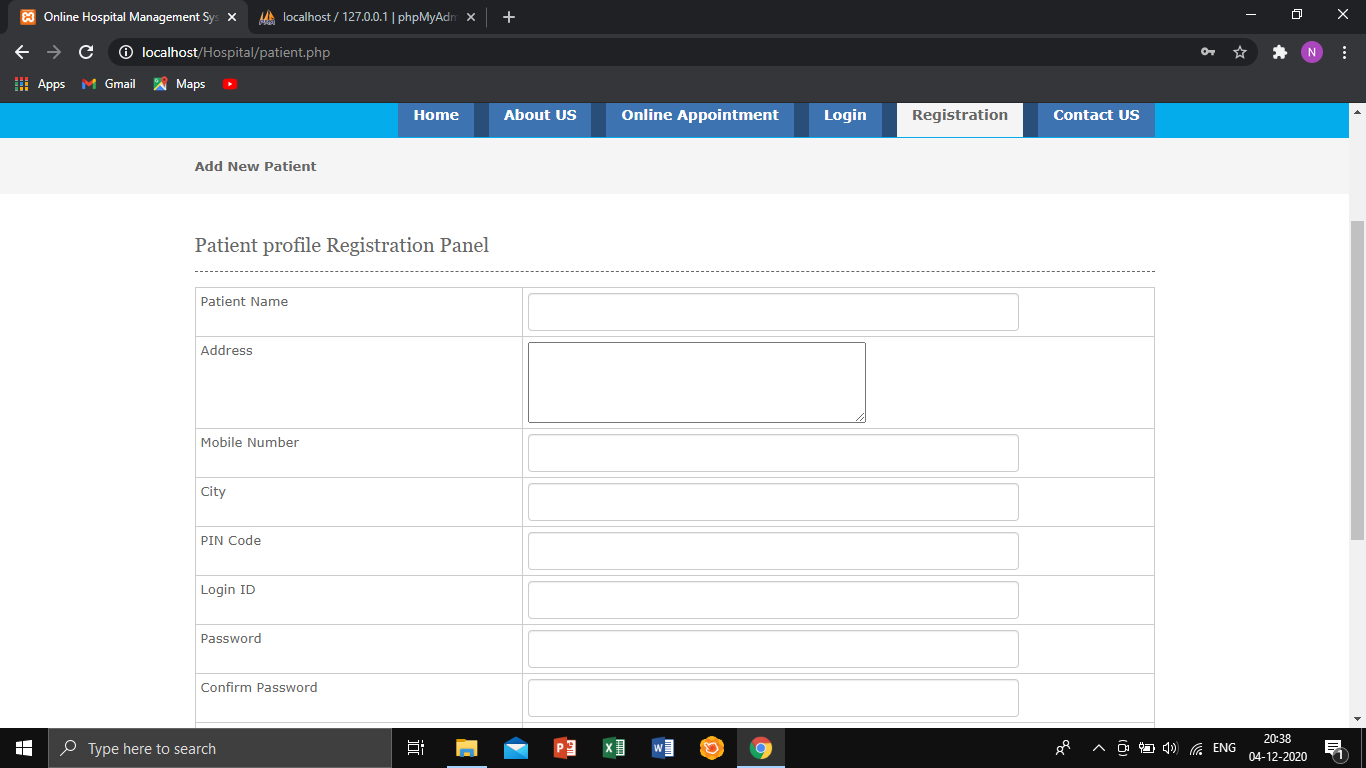 Online Hospital Management Sys
localhost / 127.0.0.1 | phpMyAdm
localhost/Hospital/patient.php
N
Apps Gmail Maps
Home About US Online Appointment Login Registration Contact US
Add New Patient
Patient profile Registration Panel
Patient Name
Address
Mobile Number
City
PIN Code
Login ID
Password
Confirm Password
Type here to search
ENG
20:38
04-12-2020
1